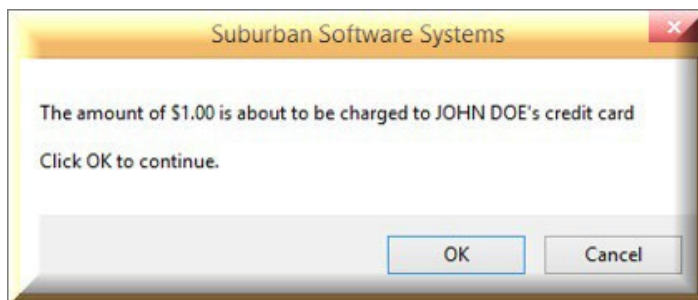 Suburban Software Systems
The amount of $1.00 is about to be charged to JOHN DOE's credit card
Click OK to continue.
OK Cancel